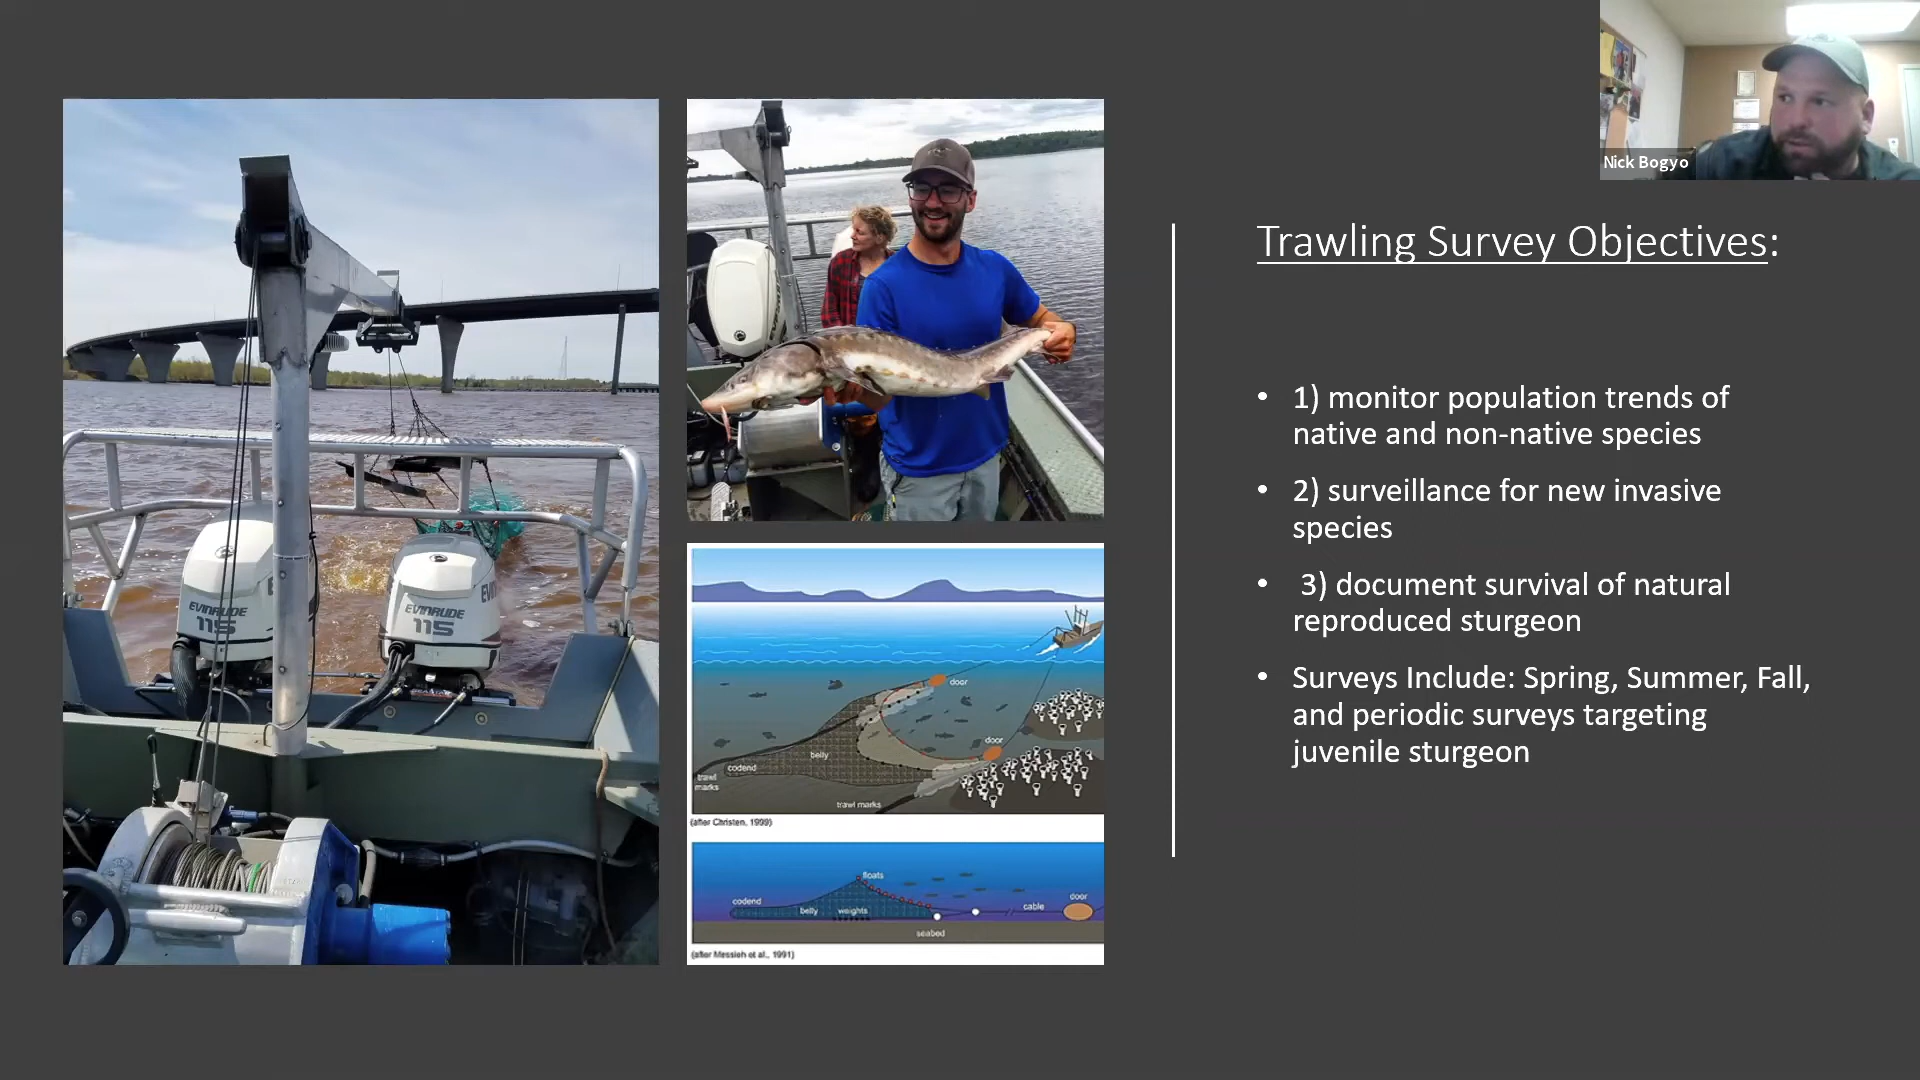 Nick Bogyo
Trawling Survey Objectives:
• 1) monitor population trends of
native and non-native species
• 2) surveillance for new invasive
species
• 3) document survival of natural
reproduced sturgeon
• Surveys Include: Spring, Summer, Fall,
and periodic surveys targeting
juvenile sturgeon
EVINRUDE
115
EVINRUDE
115
door
door
belly
codend
trawl
marks
trawl marks
(after Christen, 1999)
floats
codend
belly
weights
cable
door
seabed
(after Messieh et al., 1991)